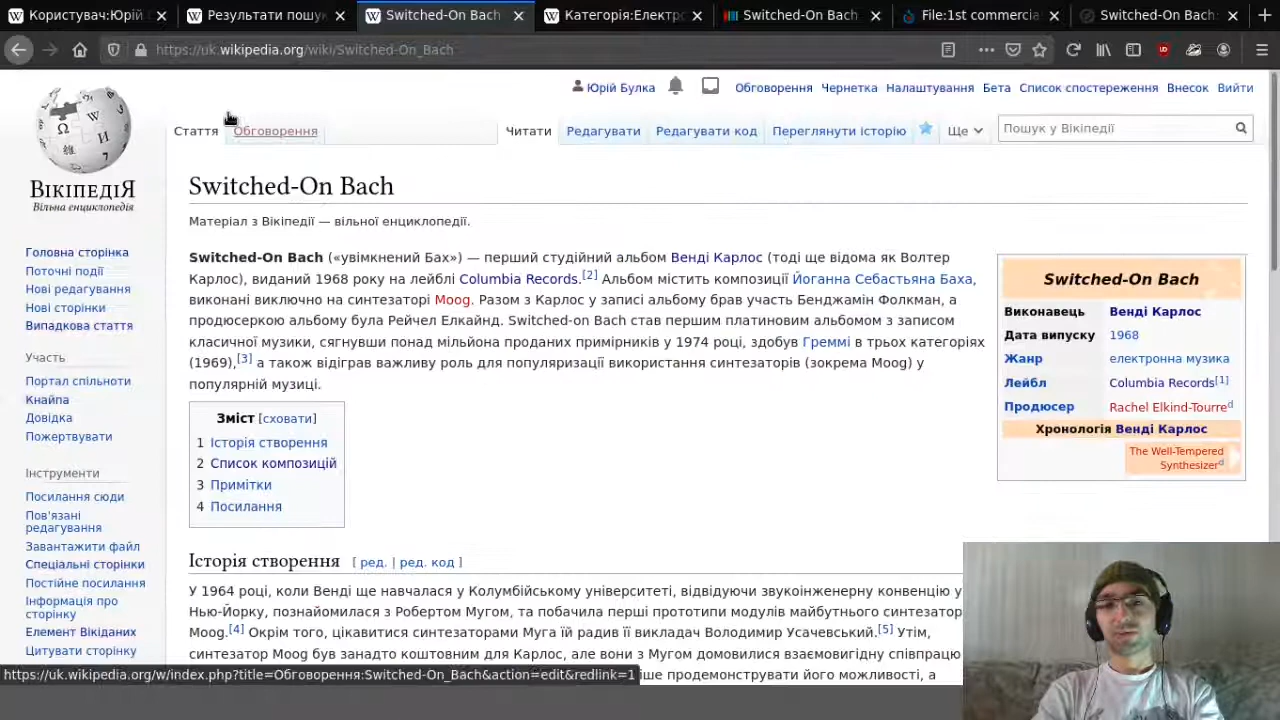 Користувач:Юрій
Результати пошу
Switched-On Bach
Категорія:Електро
Switched-On Bach
File:1st commercia
Switched-On Bach
https://uk.wikipedia.org/wiki/Switched-On_Bach
Юрій Булка Обговорення Чернетка Налаштування Бета Список спостереження Внесок Вийти
Стаття Обговорення Читати Редагувати Редагувати код Переглянути історію Ще Пошук у Вікіпедії
ВІКІПЕДІЯ
Вільна енциклопедія
Головна сторінка
Поточні події
Нові редагування
Нові сторінки
Випадкова стаття
Участь
Портал спільноти
Кнайпа
Довідка
Пожертвувати
Інструменти
Посилання сюди
Пов'язані
редагування
Завантажити файл
Спеціальні сторінки
Постійне посилання
Інформація про
сторінку
Елемент Вікіданих
Цитувати сторінку
Switched-On Bach
Матеріал з Вікіпедії — вільної енциклопедії.
Switched-On Bach («увімкнений Бах») — перший студійний альбом Венді Карлос (тоді ще відома як Волтер
Карлос), виданий 1968 року на лейблі Columbia Records.[2] Альбом містить композиції Йоганна Себастьяна Баха,
виконані виключно на синтезаторі Moog. Разом з Карлос у записі альбому брав участь Бенджамін Фолкман, а
продюсеркою альбому була Рейчел Елкайнд. Switched-on Bach став першим платиновим альбомом з записом
класичної музики, сягнувши понад мільйона проданих примірників у 1974 році, здобув Греммі в трьох категоріях
(1969),[3] а також відіграв важливу роль для популяризації використання синтезаторів (зокрема Moog) у
популярній музиці.
Зміст [сховати]
1 Історія створення
2 Список композицій
3 Примітки
4 Посилання
Switched-On Bach
Виконавець Венді Карлос
Дата випуску 1968
Жанр електронна музика
Лейбл Columbia Records[1]
Продюсер Rachel Elkind-Tourre d
Хронологія Венді Карлос
The Well-Tempered
Synthesizer d
Історія створення [ ред. | ред. код ]
У 1964 році, коли Венді ще навчалася у Колумбійському університеті, відвідуючи звукоінженерну конвенцію у
Нью-Йорку, познайомилася з Робертом Мугом, та побачила перші прототипи модулів майбутнього синтезатор
Moog.[4] Окрім того, цікавитися синтезаторами Муга їй радив її викладач Володимир Усачевський.[5] Утім,
синтезатор Moog був занадто коштовним для Карлос, але вони з Мугом домовилися взаємовигідну співпрацю
іше продемонструвати його можливості, а
https://uk.wikipedia.org/w/index.php?title=Обговорення:Switched-On_Bach&action=edit&redlink=1